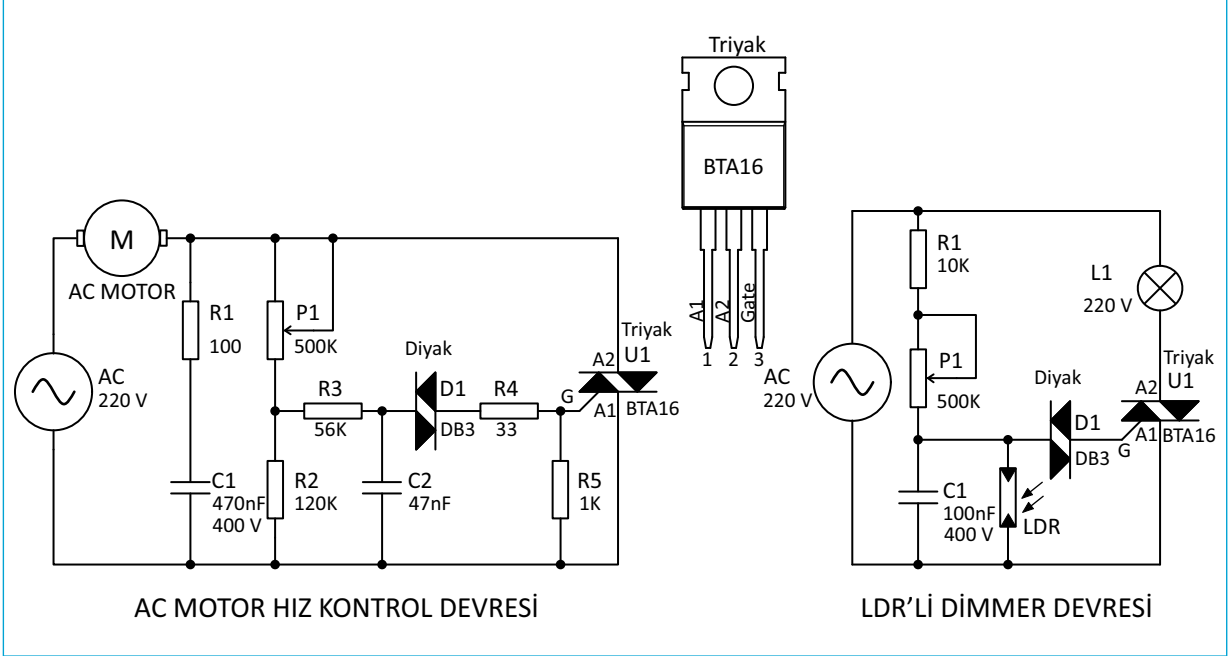 Triyak
BTA16
A1
A2
Gate
1 2 3
M
AC MOTOR
AC
220 V
R1
100
C1
470nF
400 V
P1
500K
R2
120K
R3
56K
C2
47nF
Diyak
D1
DB3
R4
33
R5
1K
G
A2
A1
Triyak
U1
BTA16
AC MOTOR HIZ KONTROL DEVRESİ
AC
220 V
R1
10K
P1
500K
C1
100nF
400 V
LDR
Diyak
D1
DB3
L1
220 V
Triyak
U1
A2
A1
G
BTA16
LDR'Lİ DİMMER DEVRESİ